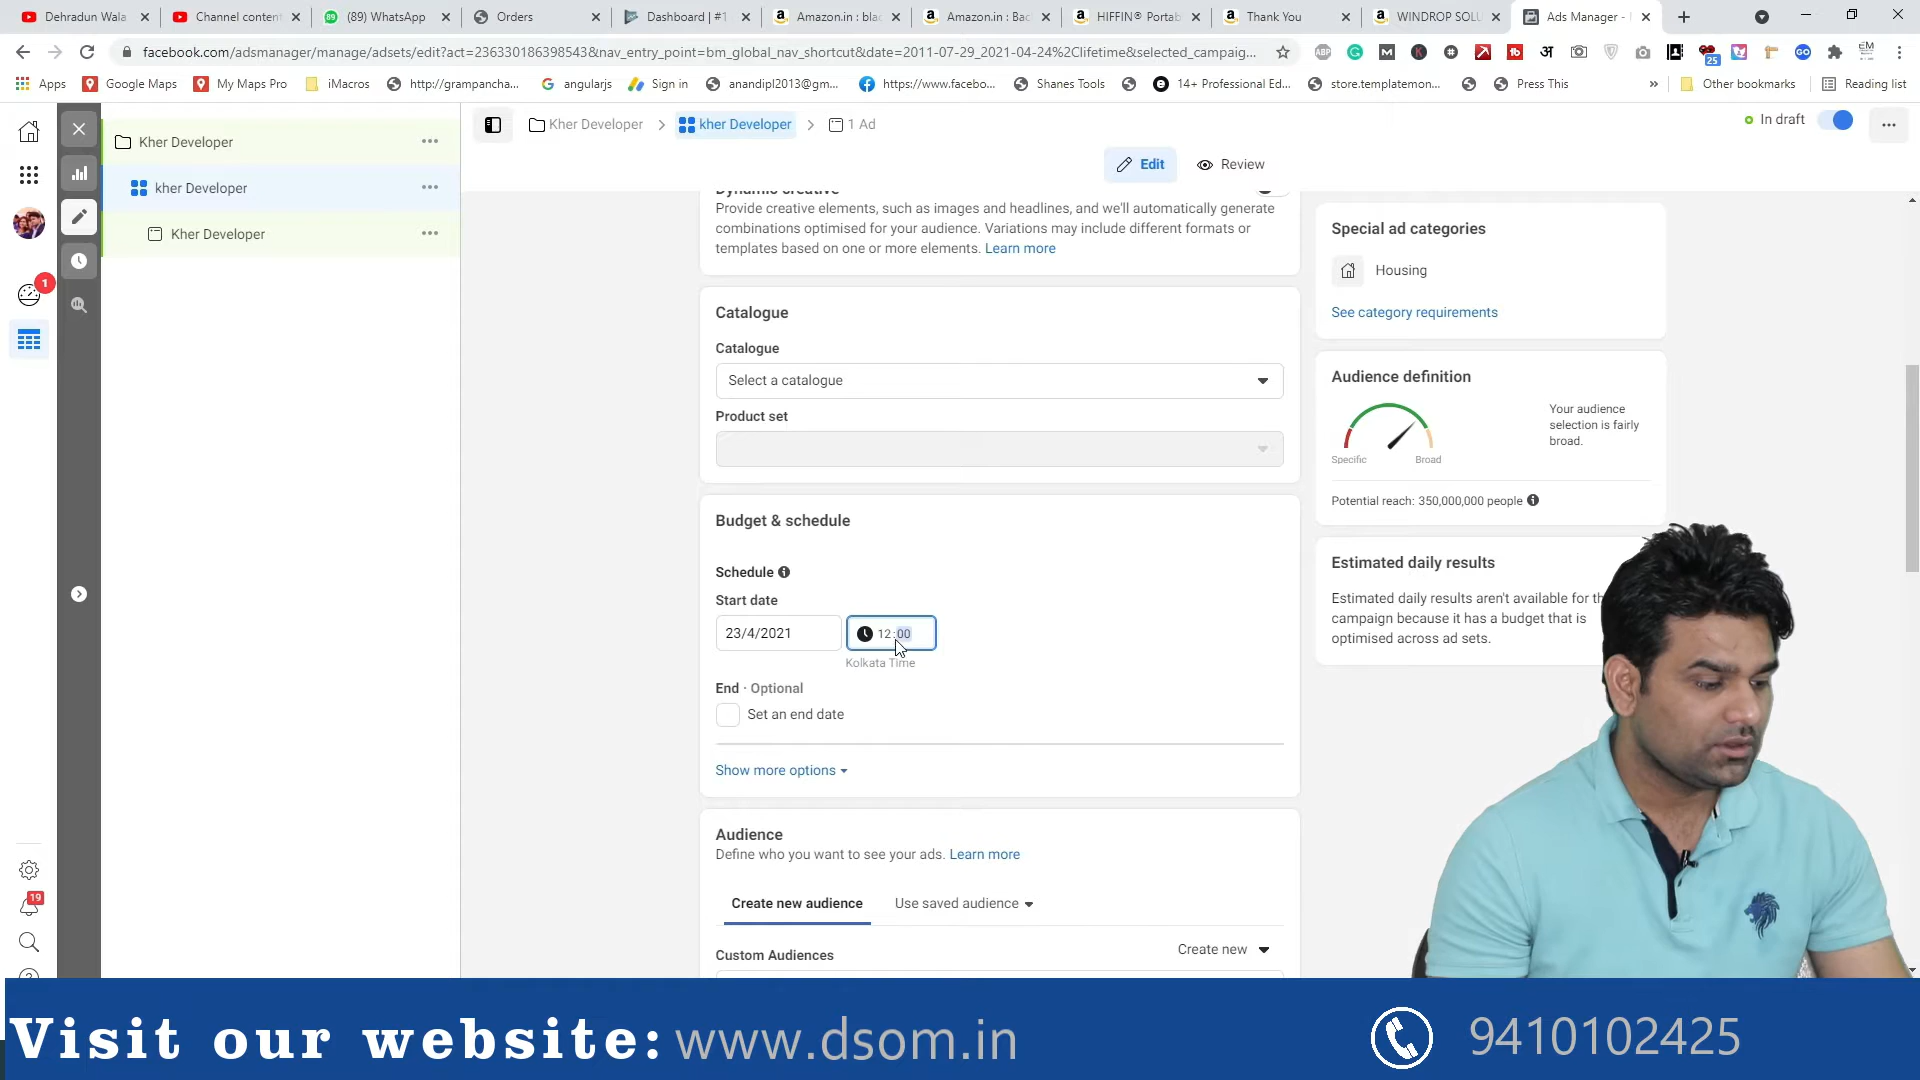 Dehradun Wala
Channel content
(89) WhatsApp
Orders
Dashboard | #1
Amazon.in : bla
Amazon.in : Bac
HIFFIN® Portab
Thank You
WINDROP SOLU
Ads Manager -
facebook.com/adsmanager/manage/adsets/edit?act=236330186398543&nav_entry_point=bm_global_nav_shortcut&date=2011-07-29_2021-04-24%2Clifetime&selected_campaig...
Apps
Google Maps
My Maps Pro
iMacros
http://grampancha...
angularjs
Sign in
anandipl2013@gm...
https://www.facebo...
Shanes Tools
14+ Professional Ed...
store.templatemon...
Press This
Other bookmarks
Reading list
25
Kher Developer
kher Developer
Kher Developer
1
19
Kher Developer
kher Developer
1 Ad
In draft
Edit
Review
Dynamic creative
Provide creative elements, such as images and headlines, and we'll automatically generate
combinations optimised for your audience. Variations may include different formats or
templates based on one or more elements. Learn more
Catalogue
Catalogue
Select a catalogue
Product set
Budget & schedule
Schedule
Start date
23/4/2021
12:00
Kolkata Time
End · Optional
Set an end date
Show more options
Audience
Define who you want to see your ads. Learn more
Create new audience
Use saved audience
Custom Audiences
Create new
Special ad categories
Housing
See category requirements
Audience definition
Your audience
selection is fairly
broad.
Specific
Broad
Potential reach: 350,000,000 people
Estimated daily results
Estimated daily results aren't available for th
campaign because it has a budget that is
optimised across ad sets.
Visit our website: www.dsom.in
9410102425